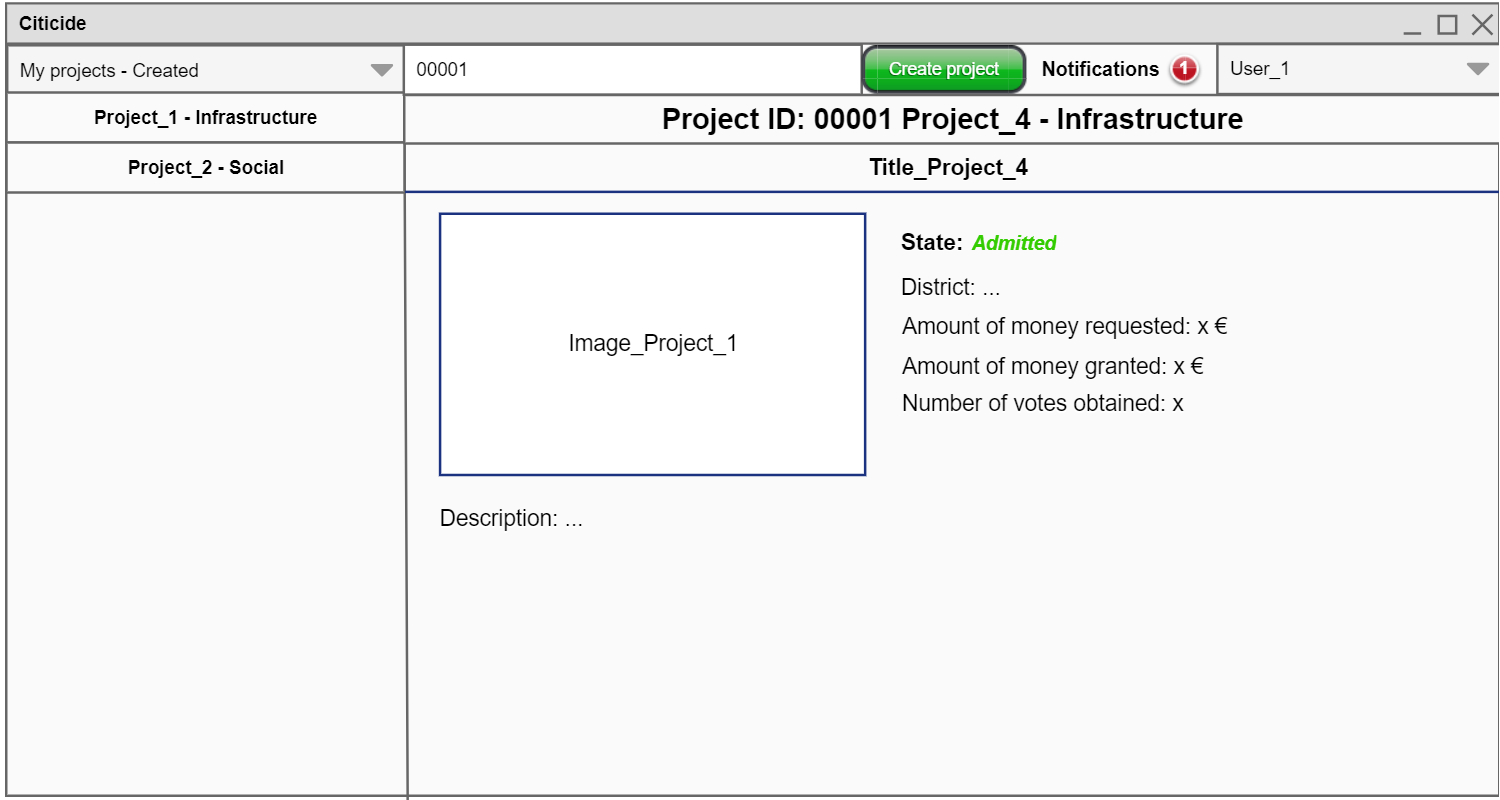 Citicide
My projects - Created
00001
Create project
Notifications 1
User_1
Project_1 - Infrastructure
Project ID: 00001 Project_4 - Infrastructure
Project_2 - Social
Title_Project_4
Image_Project_1
State: Admitted
District: ...
Amount of money requested: x €
Amount of money granted: x €
Number of votes obtained: x
Description: ...